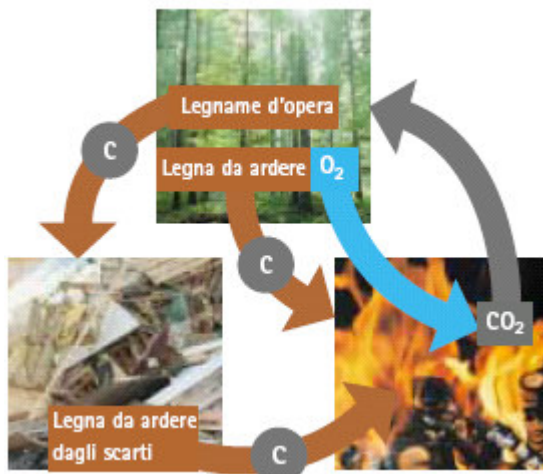 Legname d'opera
C
Legna da ardere
O₂
C
CO₂
Legna da ardere
dagli scarti
C